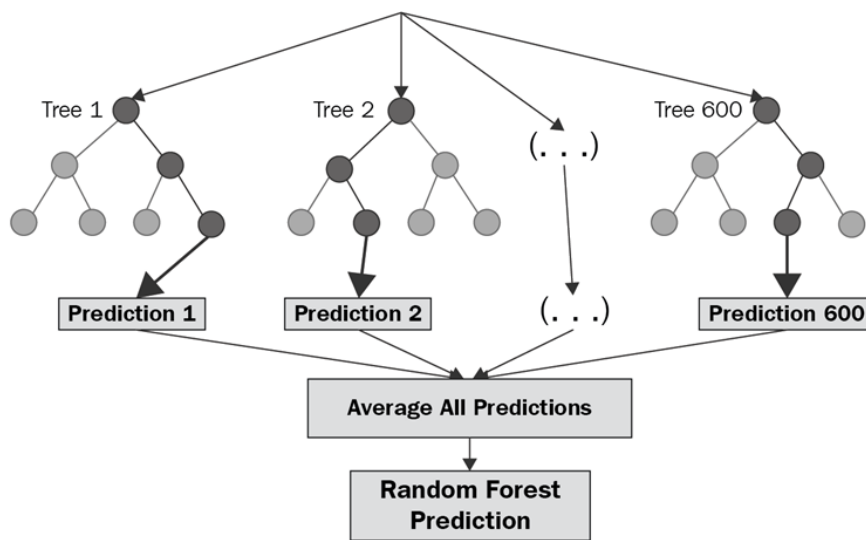 Tree 1
Tree 2
Tree 600
(. . .)
Prediction 1
Prediction 2
(. . .)
Prediction 600
Average All Predictions
Random Forest
Prediction